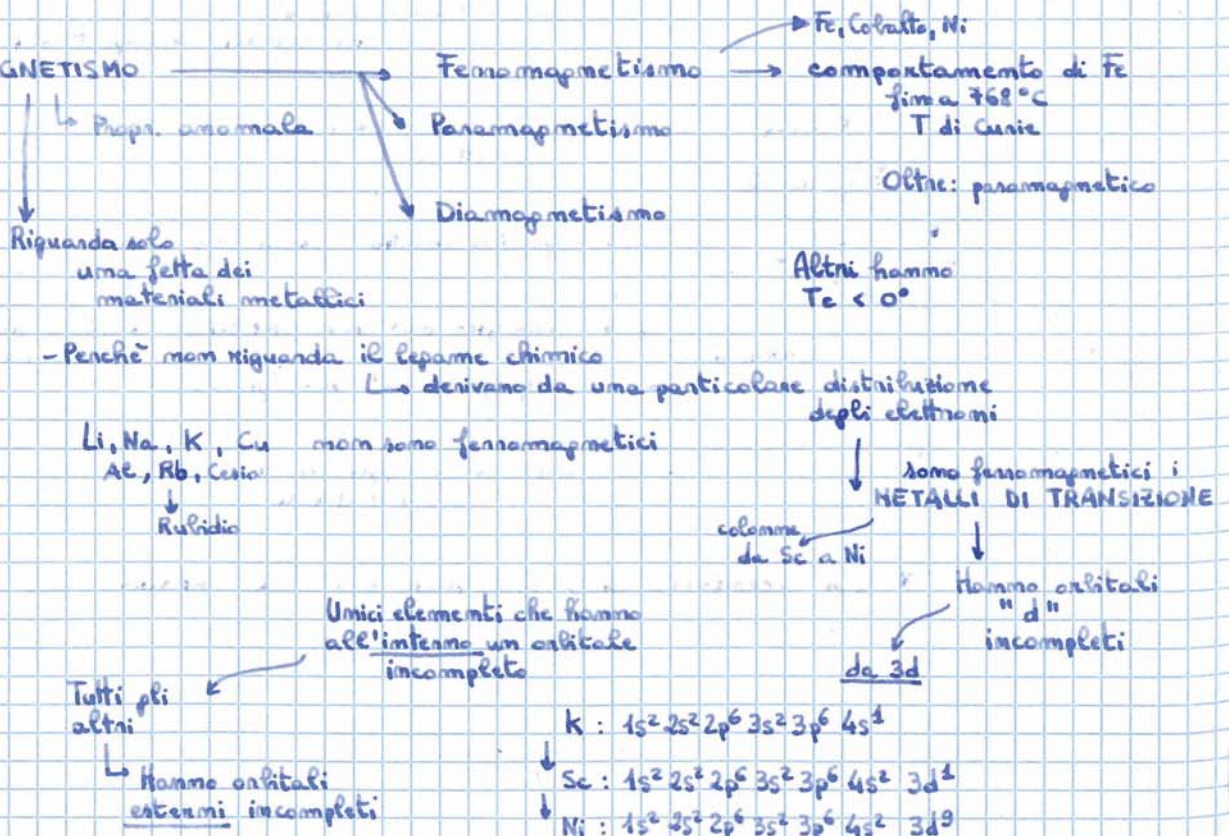 GNETISMO
Propr. anomala
Riguarda solo
una fetta dei
materiali metallici
Ferromagnetismo
Paramagnetismo
Diamagnetismo
Fe, Cobalto, Ni
comportamento di Fe
fino a 768°C
T di Curie
Oltre: paramagnetico
Altri hanno
Tc < 0°
- Perchè non riguarda il legame chimico
derivano da una particolare distribuzione
degli elettroni
Li, Na, K, Cu non sono ferromagnetici
Al, Rb, Cesio
Rubidio
sono ferromagnetici i
METALLI DI TRANSIZIONE
colonne
da Sc a Ni
Hanno orbitali
"d"
incompleti
da 3d
Unici elementi che hanno
all'interno un orbitale
incompleto
Tutti gli
altri
Hanno orbitali
esterni incompleti
K : 1s² 2s² 2p⁶ 3s² 3p⁶ 4s¹
Sc : 1s² 2s² 2p⁶ 3s² 3p⁶ 4s² 3d¹
Ni : 1s² 2s² 2p⁶ 3s² 3p⁶ 4s² 3d⁹